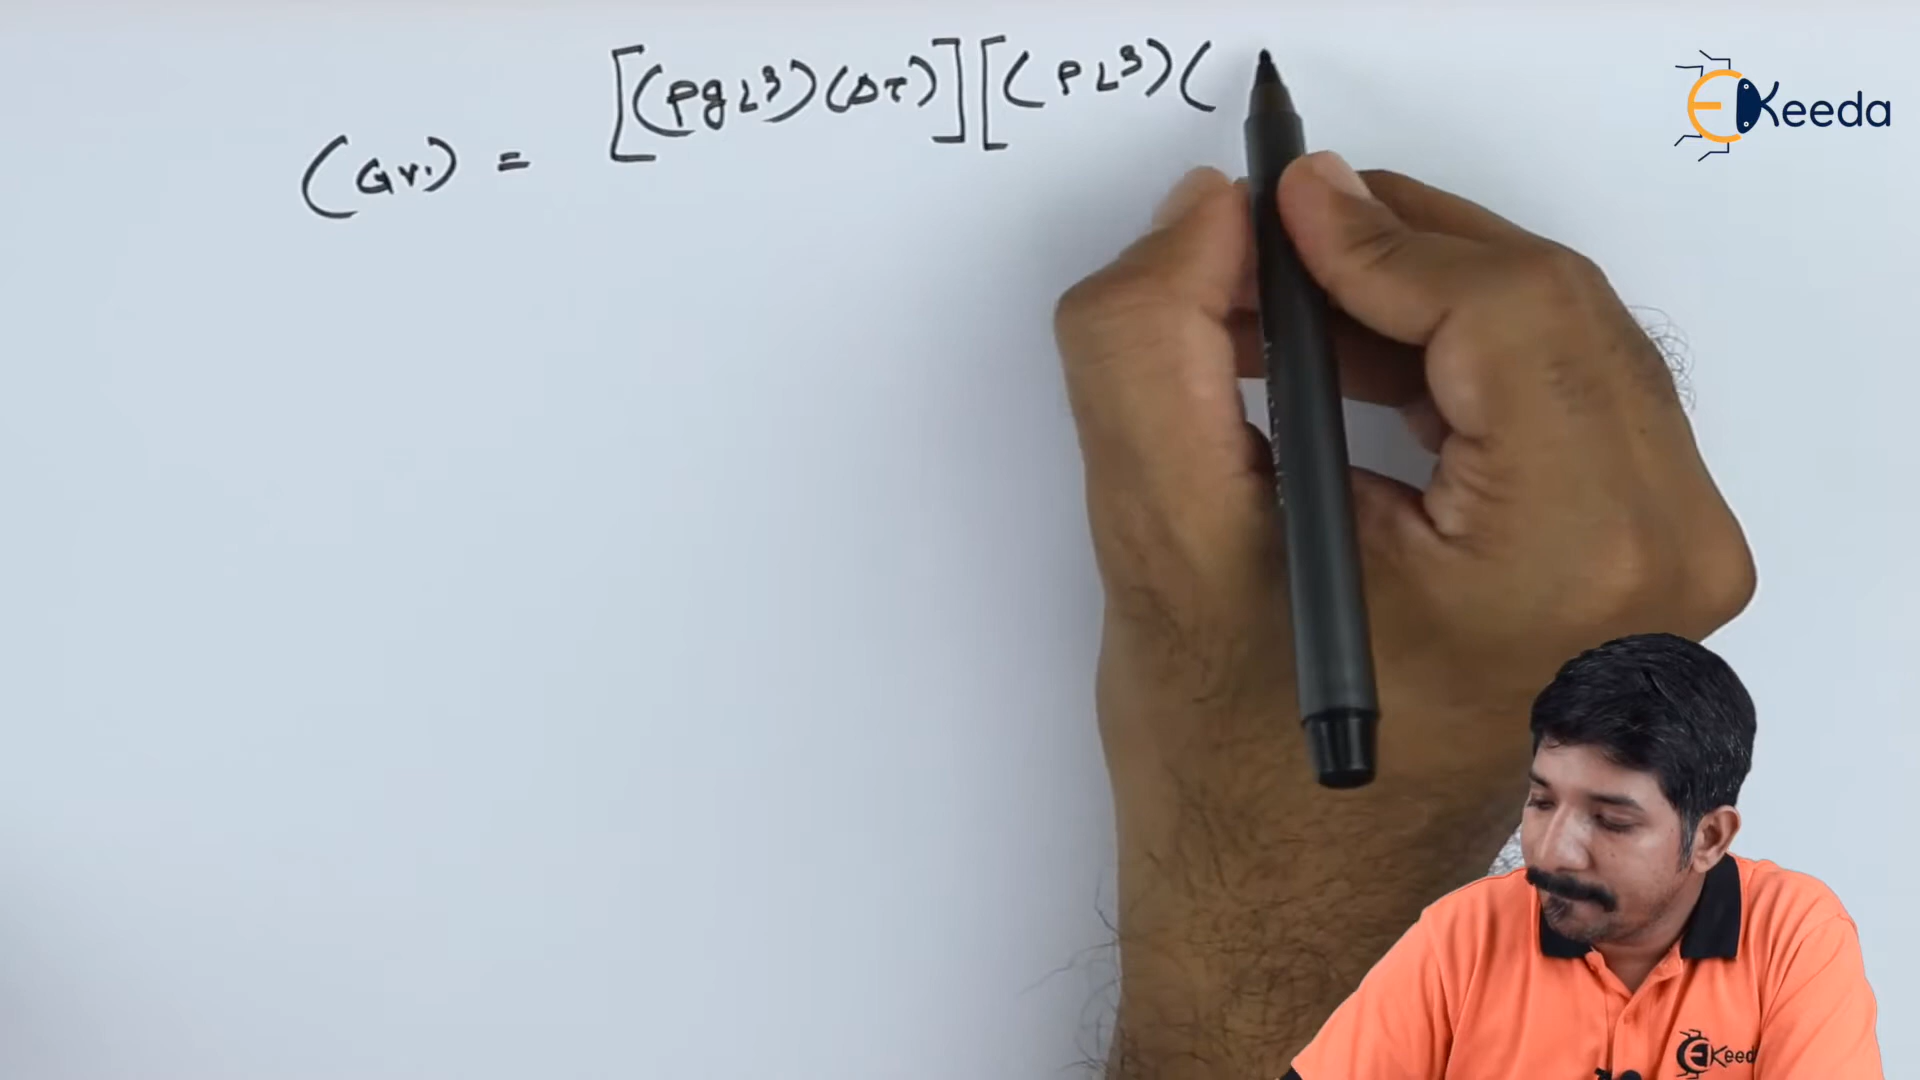 (Gr.) = [(ρgL³)(ΔT)][(ρL³)(
EKeeda
EKeed